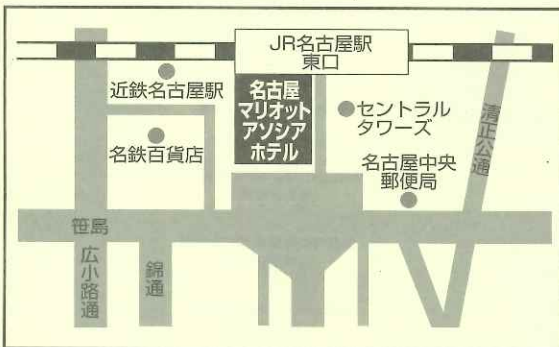 JR名古屋駅
東口
近鉄名古屋駅
名古屋
マリオット
アソシア
ホテル
セントラル
タワーズ
名鉄百貨店
名古屋中央
郵便局
清正公通
笹島
広小路通
錦通